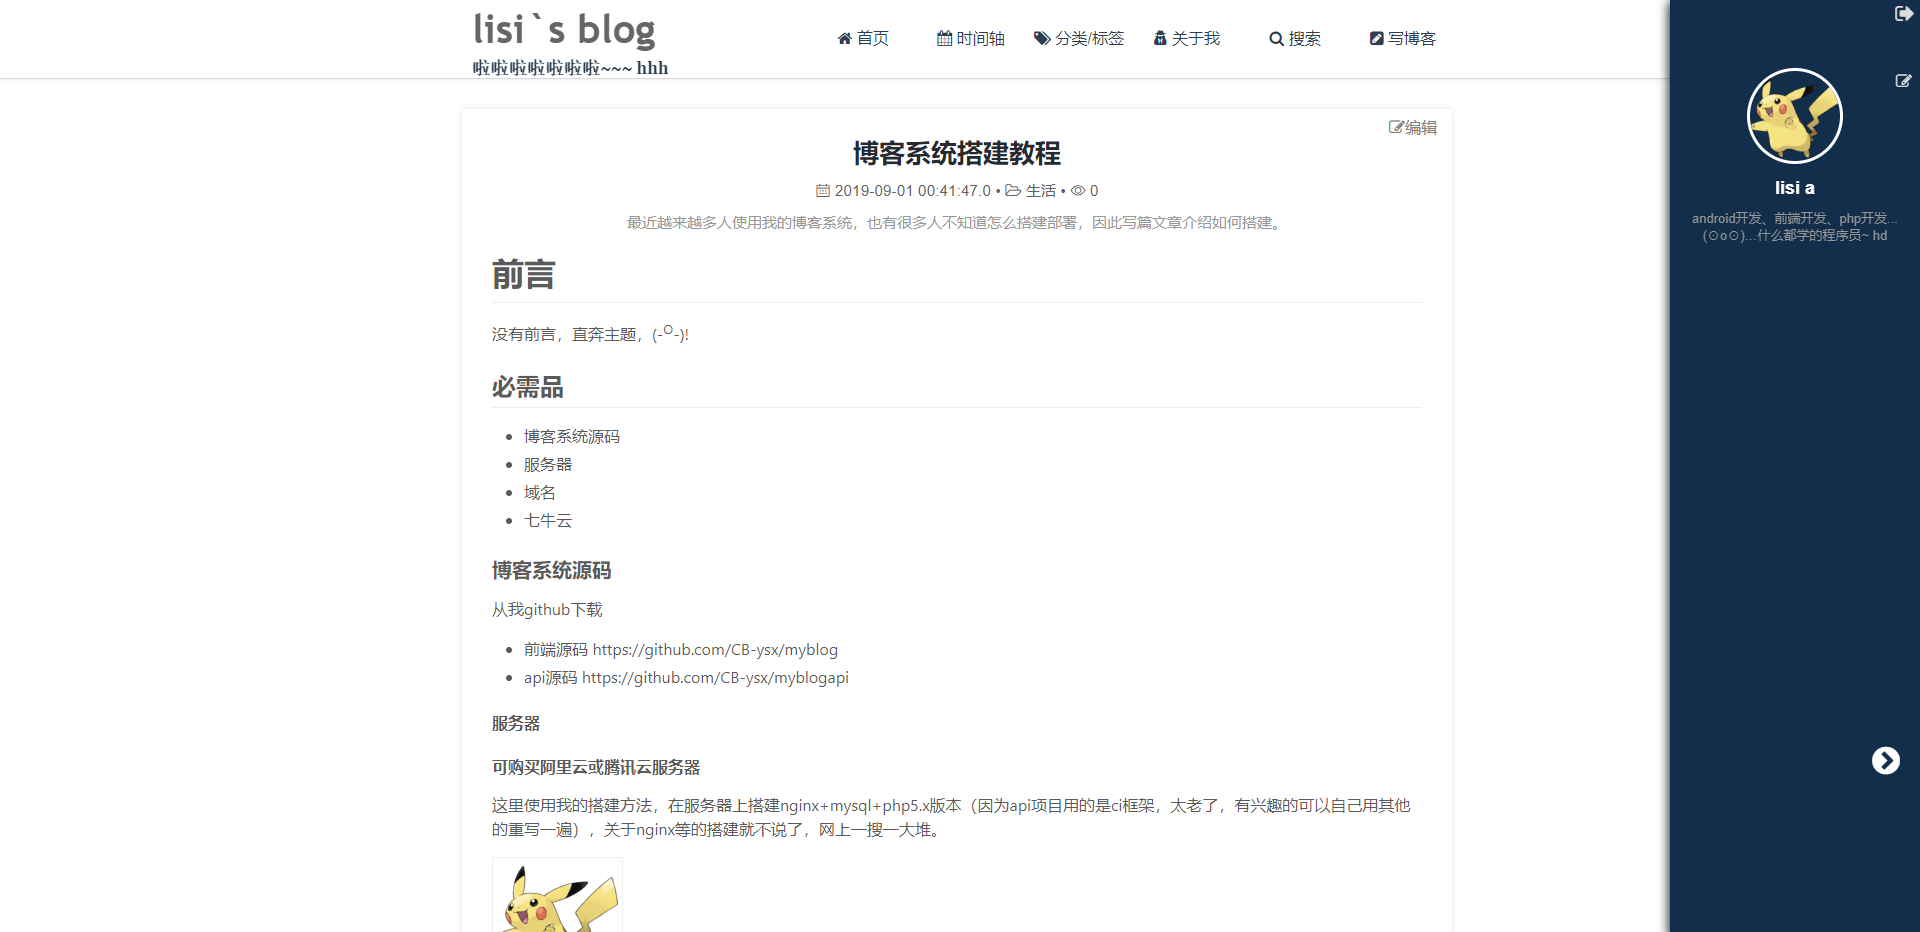 lisi`s blog
啦啦啦啦啦啦啦~~~ hhh
首页 时间轴 分类/标签 关于我 搜索 写博客
编辑
博客系统搭建教程
2019-09-01 00:41:47.0 • 生活 • 0
最近越来越多人使用我的博客系统，也有很多人不知道怎么搭建部署，因此写篇文章介绍如何搭建。
前言
没有前言，直奔主题，(-O-)!
必需品
• 博客系统源码
• 服务器
• 域名
• 七牛云
博客系统源码
从我github下载
• 前端源码 https://github.com/CB-ysx/myblog
• api源码 https://github.com/CB-ysx/myblogapi
服务器
可购买阿里云或腾讯云服务器
这里使用我的搭建方法，在服务器上搭建nginx+mysql+php5.x版本（因为api项目用的是ci框架，太老了，有兴趣的可以自己用其他
的重写一遍），关于nginx等的搭建就不说了，网上一搜一大堆。
lisi a
android开发、前端开发、php开发...
(⊙o⊙)...什么都学的程序员~ hd